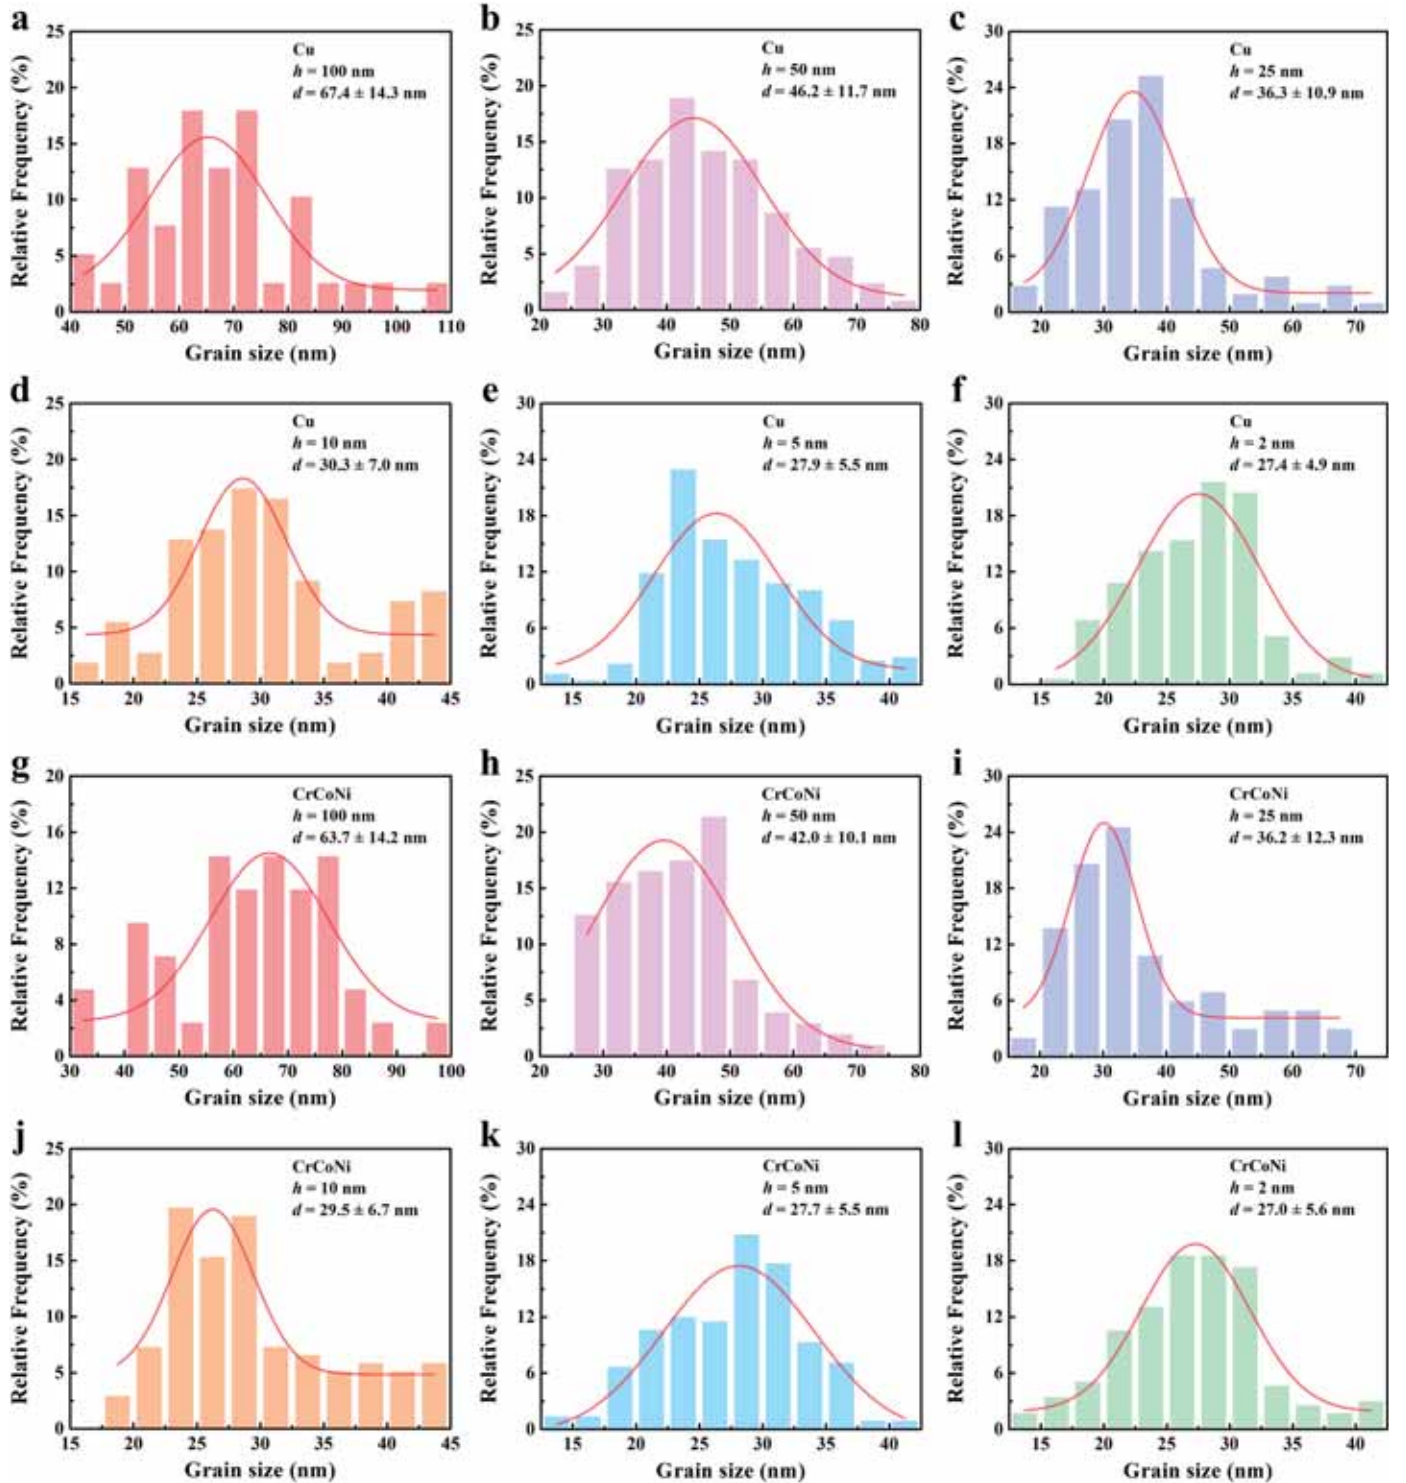 a
25
20
15
10
5
0
Relative Frequency (%)
Cu
h = 100 nm
d = 67.4 ± 14.3 nm
40 50 60 70 80 90 100 110
Grain size (nm)
b
25
20
15
10
5
0
Relative Frequency (%)
Cu
h = 50 nm
d = 46.2 ± 11.7 nm
20 30 40 50 60 70 80
Grain size (nm)
c
30
24
18
12
6
0
Relative Frequency (%)
Cu
h = 25 nm
d = 36.3 ± 10.9 nm
20 30 40 50 60 70
Grain size (nm)
d
25
20
15
10
5
0
Relative Frequency (%)
Cu
h = 10 nm
d = 30.3 ± 7.0 nm
15 20 25 30 35 40 45
Grain size (nm)
e
30
24
18
12
6
0
Relative Frequency (%)
Cu
h = 5 nm
d = 27.9 ± 5.5 nm
15 20 25 30 35 40
Grain size (nm)
f
30
24
18
12
6
0
Relative Frequency (%)
Cu
h = 2 nm
d = 27.4 ± 4.9 nm
15 20 25 30 35 40
Grain size (nm)
g
20
16
12
8
4
0
Relative Frequency (%)
CrCoNi
h = 100 nm
d = 63.7 ± 14.2 nm
30 40 50 60 70 80 90 100
Grain size (nm)
h
25
20
15
10
5
0
Relative Frequency (%)
CrCoNi
h = 50 nm
d = 42.0 ± 10.1 nm
20 30 40 50 60 70 80
Grain size (nm)
i
30
24
18
12
6
0
Relative Frequency (%)
CrCoNi
h = 25 nm
d = 36.2 ± 12.3 nm
20 30 40 50 60 70
Grain size (nm)
j
25
20
15
10
5
0
Relative Frequency (%)
CrCoNi
h = 10 nm
d = 29.5 ± 6.7 nm
15 20 25 30 35 40 45
Grain size (nm)
k
30
24
18
12
6
0
Relative Frequency (%)
CrCoNi
h = 5 nm
d = 27.7 ± 5.5 nm
15 20 25 30 35 40
Grain size (nm)
l
30
24
18
12
6
0
Relative Frequency (%)
CrCoNi
h = 2 nm
d = 27.0 ± 5.6 nm
15 20 25 30 35 40
Grain size (nm)